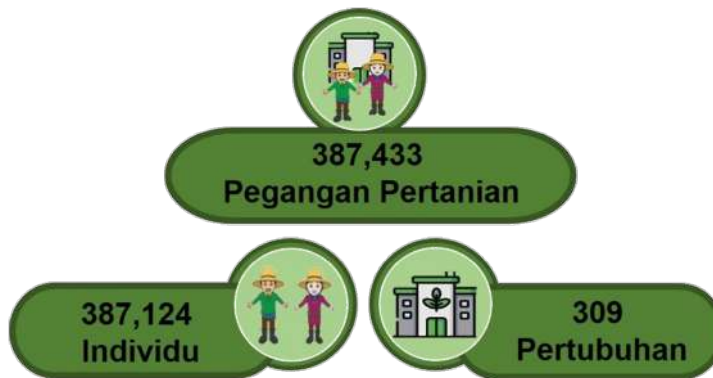 387,433
Pegangan Pertanian
387,124
Individu
309
Pertubuhan